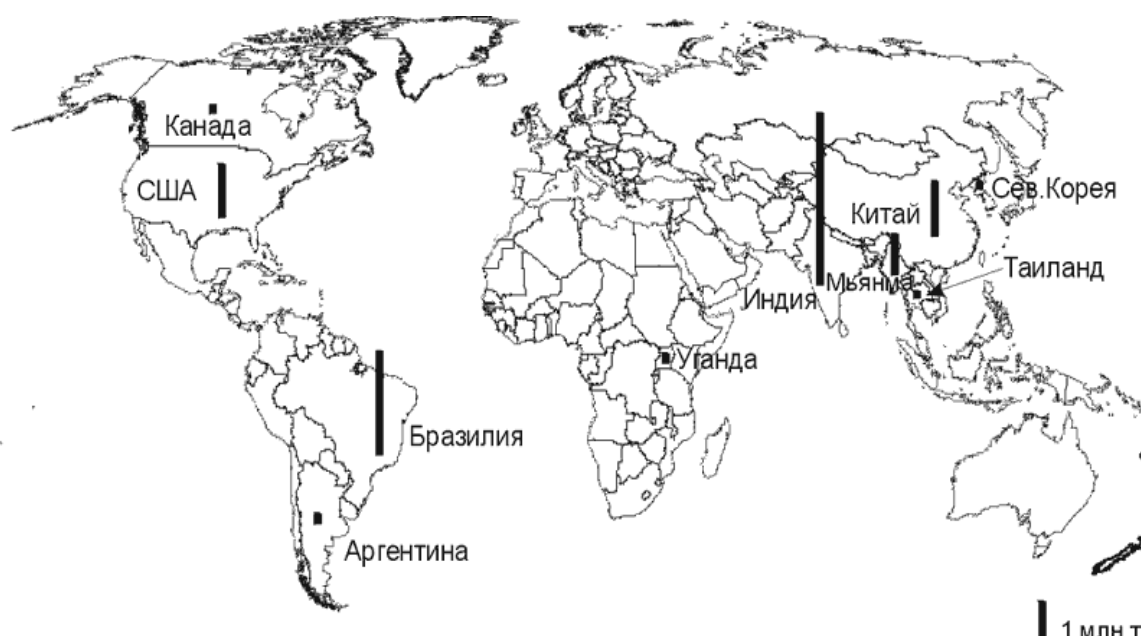 Канада
США
Сев.Корея
Китай
Таиланд
Мьянма
Индия
Уганда
Бразилия
Аргентина
1 млн т